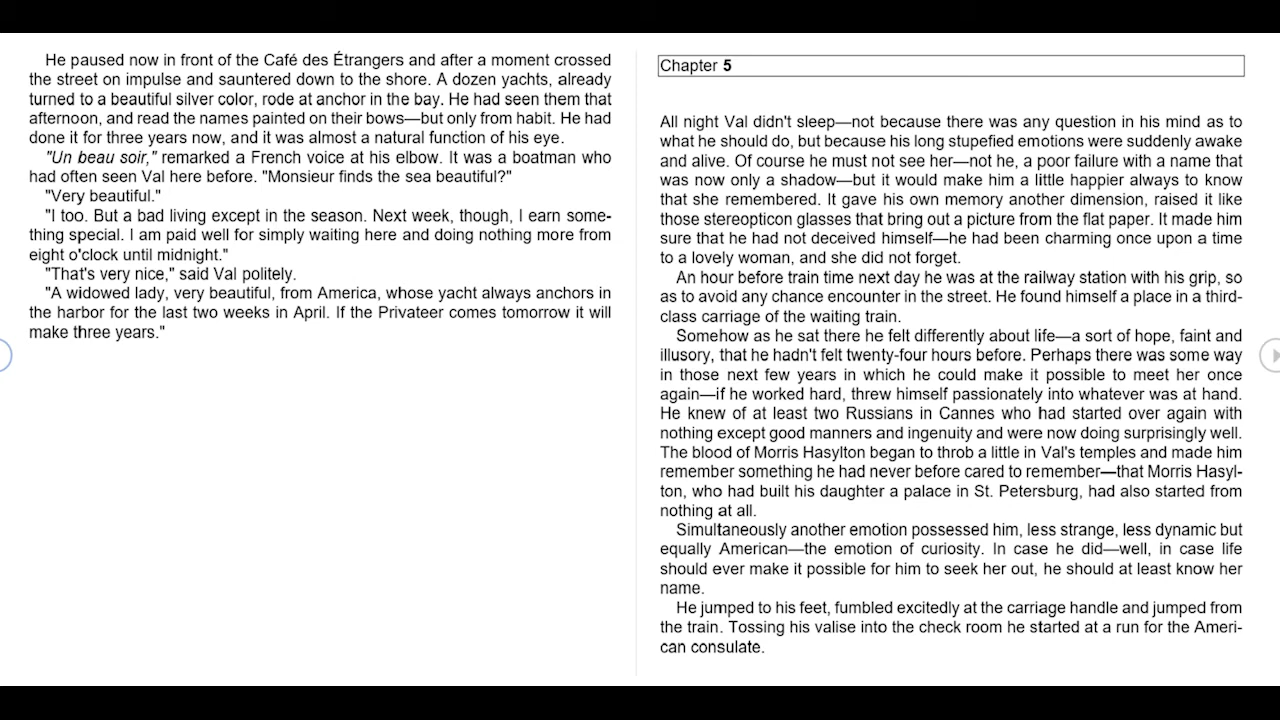 He paused now in front of the Café des Étrangers and after a moment crossed
the street on impulse and sauntered down to the shore. A dozen yachts, already
turned to a beautiful silver color, rode at anchor in the bay. He had seen them that
afternoon, and read the names painted on their bows—but only from habit. He had
done it for three years now, and it was almost a natural function of his eye.
"Un beau soir," remarked a French voice at his elbow. It was a boatman who
had often seen Val here before. "Monsieur finds the sea beautiful?"
"Very beautiful."
"I too. But a bad living except in the season. Next week, though, I earn some-
thing special. I am paid well for simply waiting here and doing nothing more from
eight o'clock until midnight."
"That's very nice," said Val politely.
"A widowed lady, very beautiful, from America, whose yacht always anchors in
the harbor for the last two weeks in April. If the Privateer comes tomorrow it will
make three years."
Chapter 5
All night Val didn't sleep—not because there was any question in his mind as to
what he should do, but because his long stupefied emotions were suddenly awake
and alive. Of course he must not see her—not he, a poor failure with a name that
was now only a shadow—but it would make him a little happier always to know
that she remembered. It gave his own memory another dimension, raised it like
those stereopticon glasses that bring out a picture from the flat paper. It made him
sure that he had not deceived himself—he had been charming once upon a time
to a lovely woman, and she did not forget.
An hour before train time next day he was at the railway station with his grip, so
as to avoid any chance encounter in the street. He found himself a place in a third-
class carriage of the waiting train.
Somehow as he sat there he felt differently about life—a sort of hope, faint and
illusory, that he hadn't felt twenty-four hours before. Perhaps there was some way
in those next few years in which he could make it possible to meet her once
again—if he worked hard, threw himself passionately into whatever was at hand.
He knew of at least two Russians in Cannes who had started over again with
nothing except good manners and ingenuity and were now doing surprisingly well.
The blood of Morris Hasylton began to throb a little in Val's temples and made him
remember something he had never before cared to remember—that Morris Hasyl-
ton, who had built his daughter a palace in St. Petersburg, had also started from
nothing at all.
Simultaneously another emotion possessed him, less strange, less dynamic but
equally American—the emotion of curiosity. In case he did—well, in case life
should ever make it possible for him to seek her out, he should at least know her
name.
He jumped to his feet, fumbled excitedly at the carriage handle and jumped from
the train. Tossing his valise into the check room he started at a run for the Ameri-
can consulate.